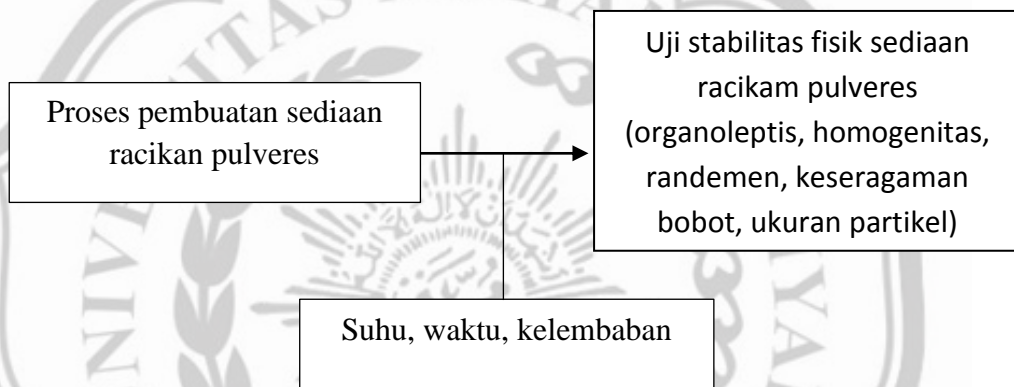 Proses pembuatan sediaan
racikan pulveres
Uji stabilitas fisik sediaan
racikam pulveres
(organoleptis, homogenitas,
randemen, keseragaman
bobot, ukuran partikel)
Suhu, waktu, kelembaban